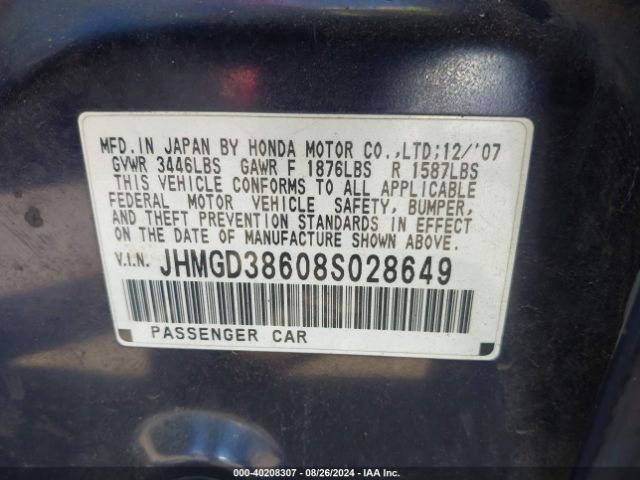 MFD.IN JAPAN BY HONDA MOTOR CO.,LTD;12/'07
GVWR 3446LBS GAWR F 1876LBS R 1587LBS
THIS VEHICLE CONFORMS TO ALL APPLICABLE
FEDERAL MOTOR VEHICLE SAFETY, BUMPER,
AND THEFT PREVENTION STANDARDS IN EFFECT
ON THE DATE OF MANUFACTURE SHOWN ABOVE.
V.I.N. JHMGD38608S028649
PASSENGER CAR
000-40208307 / 08/26/2024 - IAA Inc.